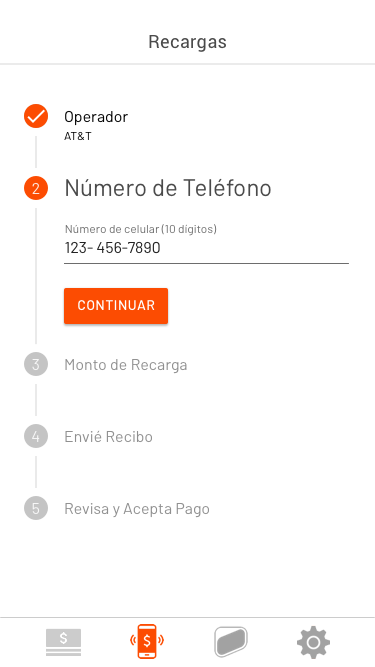 Recargas
Operador
AT&T
2 Número de Teléfono
Número de celular (10 dígitos)
123- 456-7890
CONTINUAR
3 Monto de Recarga
4 Envié Recibo
5 Revisa y Acepta Pago
$ $